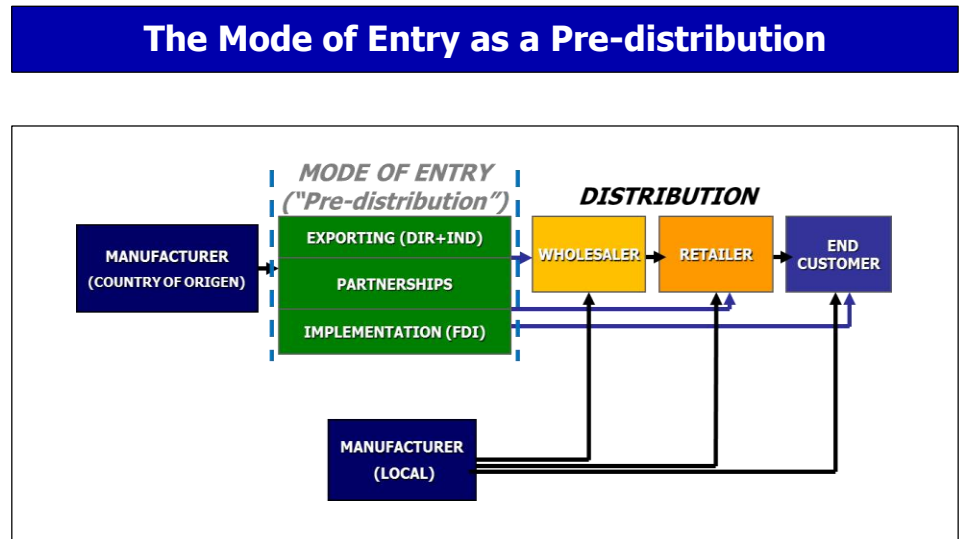 The Mode of Entry as a Pre-distribution
MODE OF ENTRY
(“Pre-distribution”)
DISTRIBUTION
MANUFACTURER
(COUNTRY OF ORIGEN)
EXPORTING (DIR+IND)
PARTNERSHIPS
IMPLEMENTATION (FDI)
WHOLESALER
RETAILER
END
CUSTOMER
MANUFACTURER
(LOCAL)